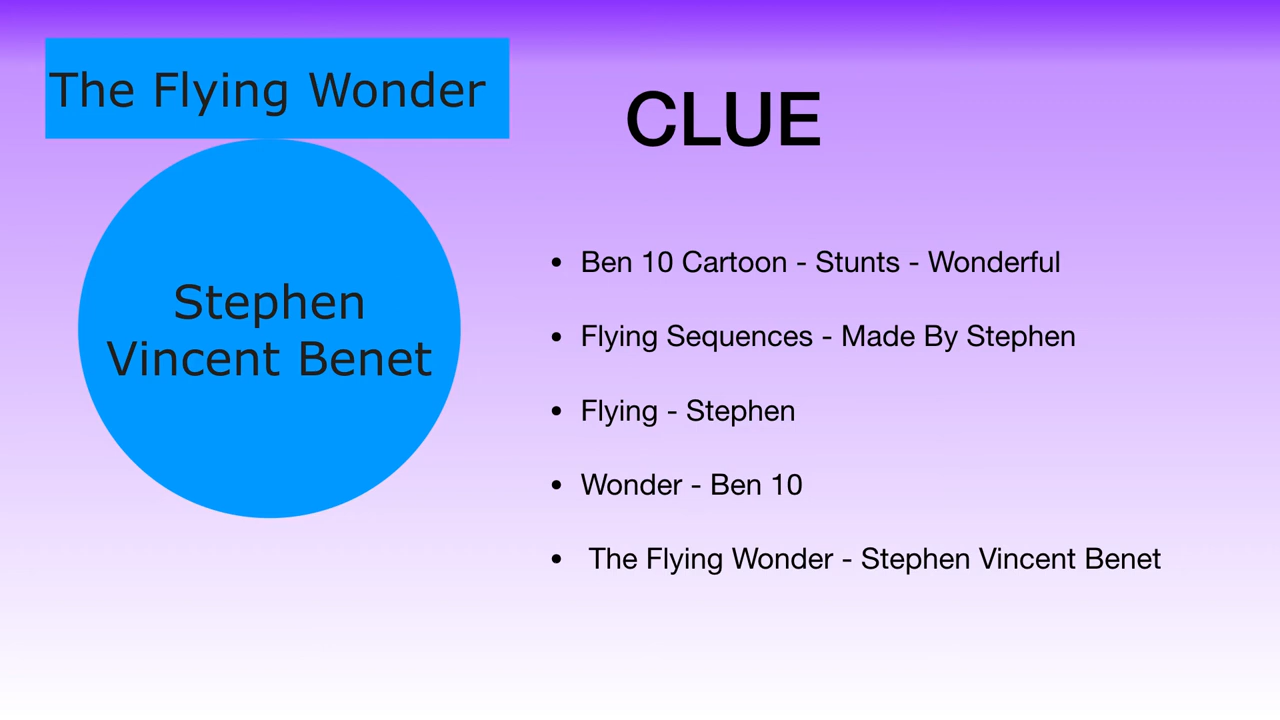 The Flying Wonder
Stephen
Vincent Benet
CLUE
• Ben 10 Cartoon - Stunts - Wonderful
• Flying Sequences - Made By Stephen
• Flying - Stephen
• Wonder - Ben 10
• The Flying Wonder - Stephen Vincent Benet